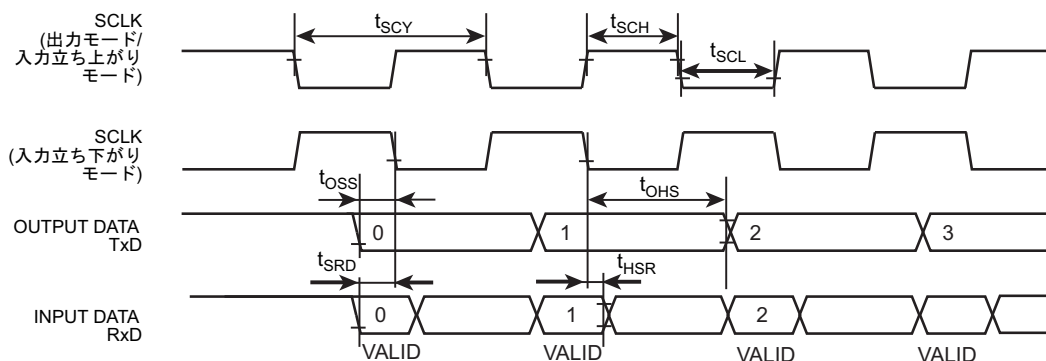 SCLK
(出力モード/
入力立ち上がり
モード)
tSCY
tSCH
tSCL
SCLK
(入力立ち下がり
モード)
tOSS
tOHS
OUTPUT DATA
TxD
0
1
2
3
tSRD
tHSR
INPUT DATA
RxD
0
1
2
VALID
VALID
VALID
VALID